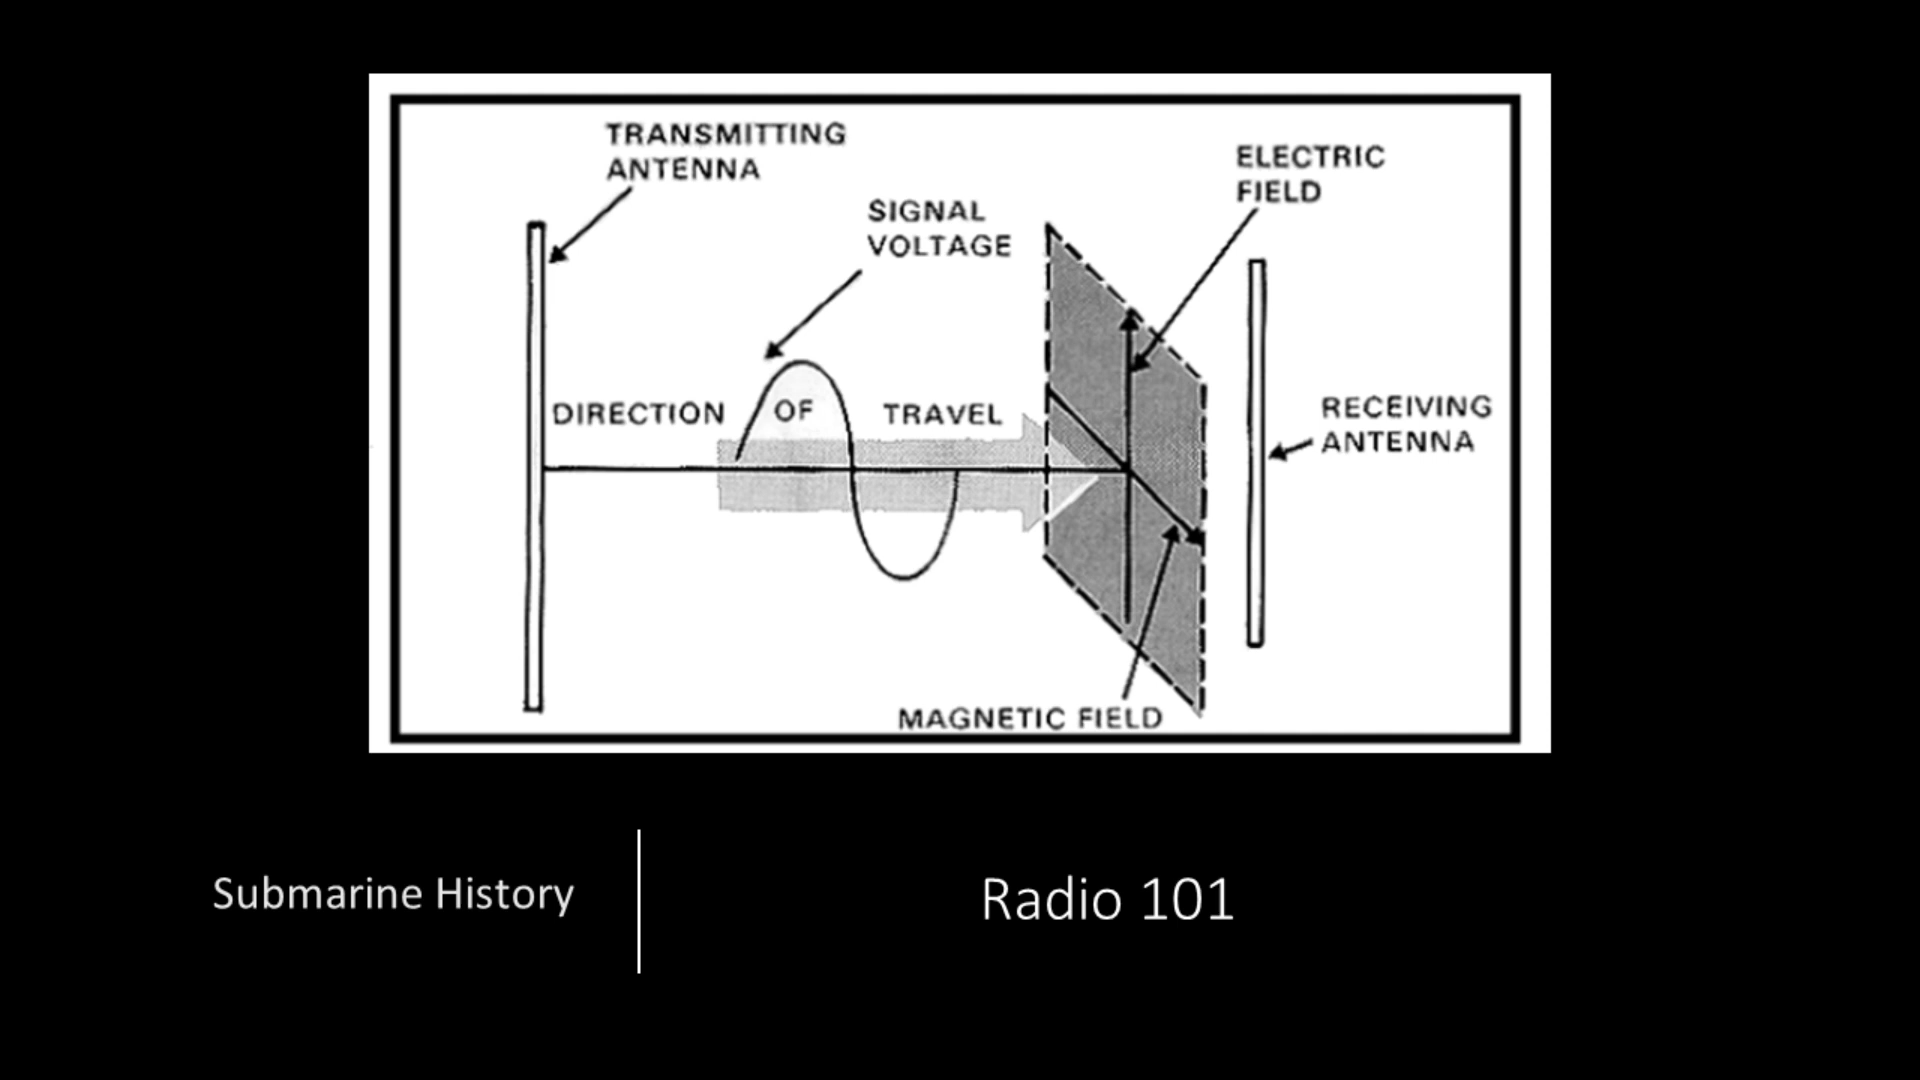 TRANSMITTING
ANTENNA
SIGNAL
VOLTAGE
ELECTRIC
FIELD
DIRECTION OF TRAVEL
RECEIVING
ANTENNA
MAGNETIC FIELD
Submarine History
Radio 101